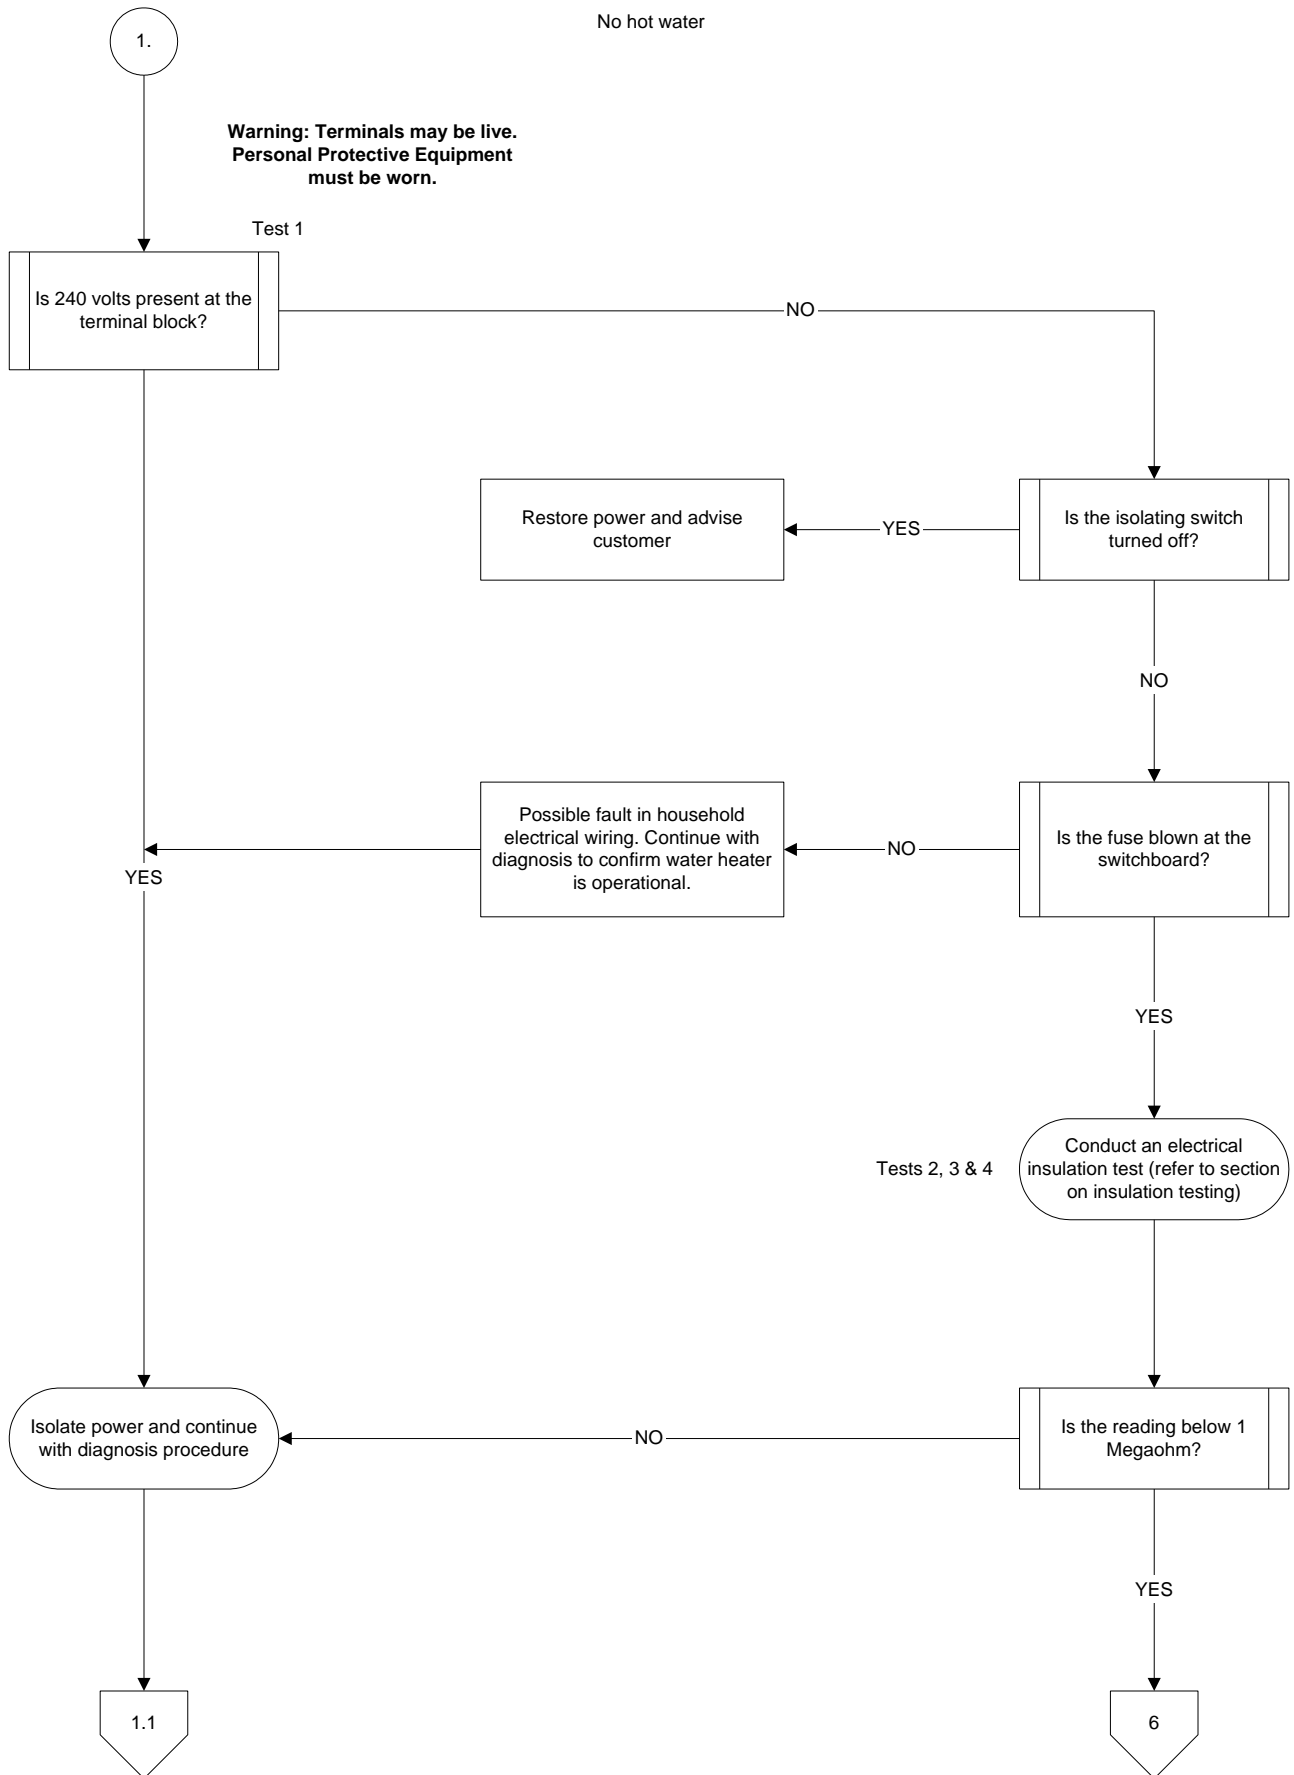 No hot water
1.
Warning: Terminals may be live.
Personal Protective Equipment
must be worn.
Test 1
Is 240 volts present at the
terminal block?
NO
Restore power and advise
customer
YES
Is the isolating switch
turned off?
NO
Possible fault in household
electrical wiring. Continue with
diagnosis to confirm water heater
is operational.
NO
Is the fuse blown at the
switchboard?
YES
YES
Tests 2, 3 & 4
Conduct an electrical
insulation test (refer to section
on insulation testing)
Isolate power and continue
with diagnosis procedure
NO
Is the reading below 1
Megaohm?
YES
1.1
6